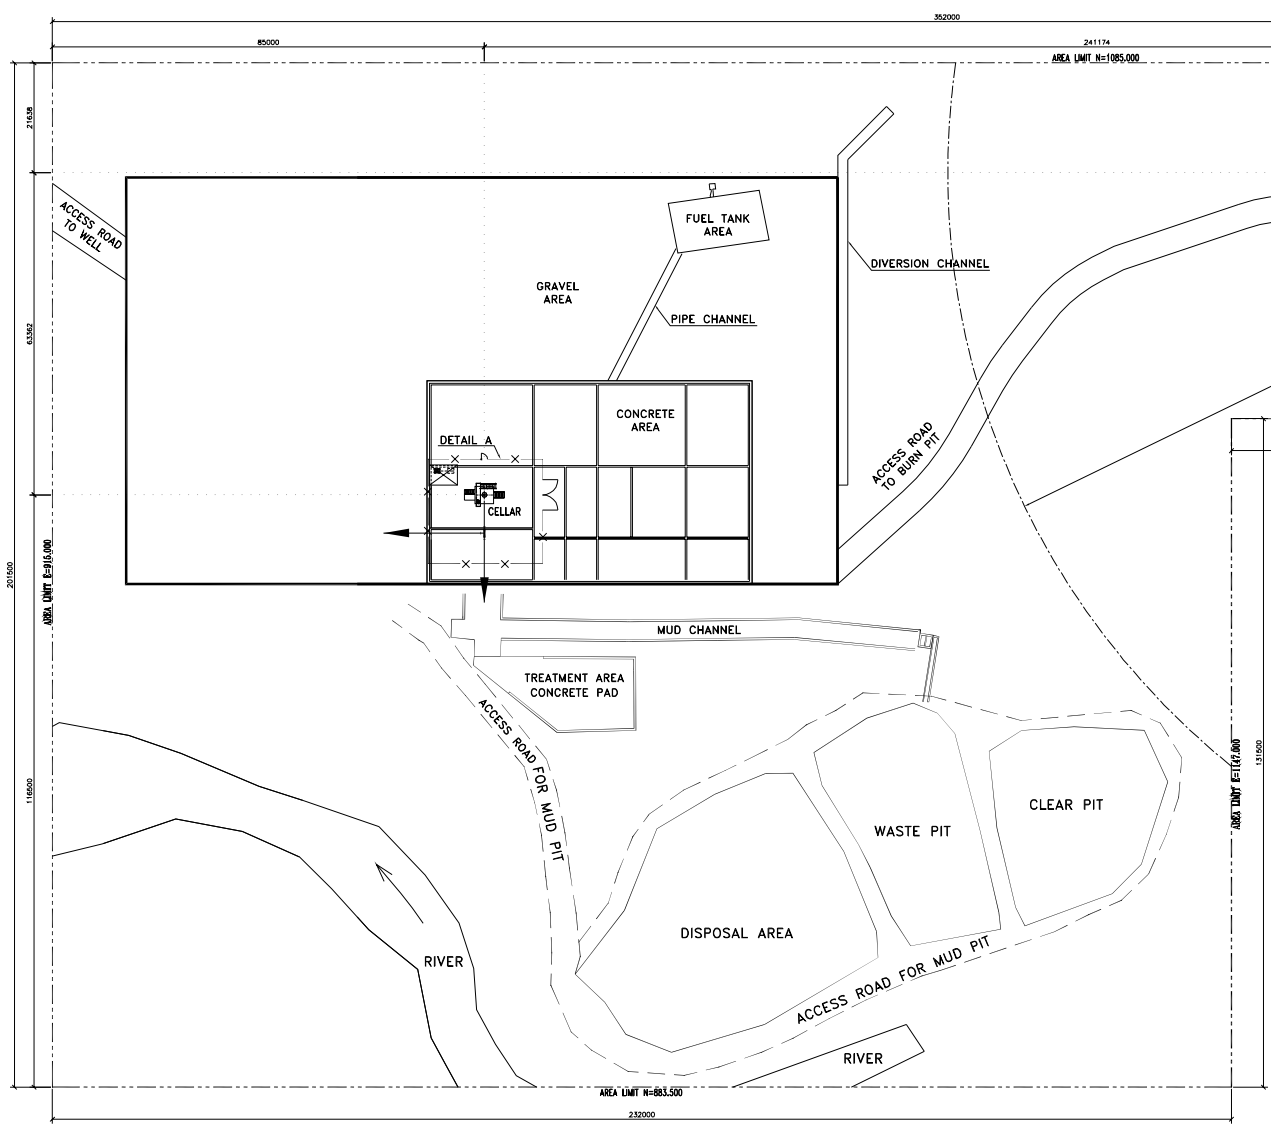 352000
85000
241174
AREA LIMIT N=1085.000
21638
ACCESS ROAD
TO WELL
FUEL TANK
AREA
DIVERSION CHANNEL
GRAVEL
AREA
PIPE CHANNEL
63362
CONCRETE
AREA
DETAIL A
ACCESS ROAD
TO BURN PIT
CELLAR
201500
AREA LIMIT E=915.000
MUD CHANNEL
TREATMENT AREA
CONCRETE PAD
ACCESS ROAD FOR MUD PIT
116500
131500
AREA LIMIT E=1147.000
CLEAR PIT
WASTE PIT
DISPOSAL AREA
RIVER
ACCESS ROAD FOR MUD PIT
RIVER
AREA LIMIT N=883.500
232000